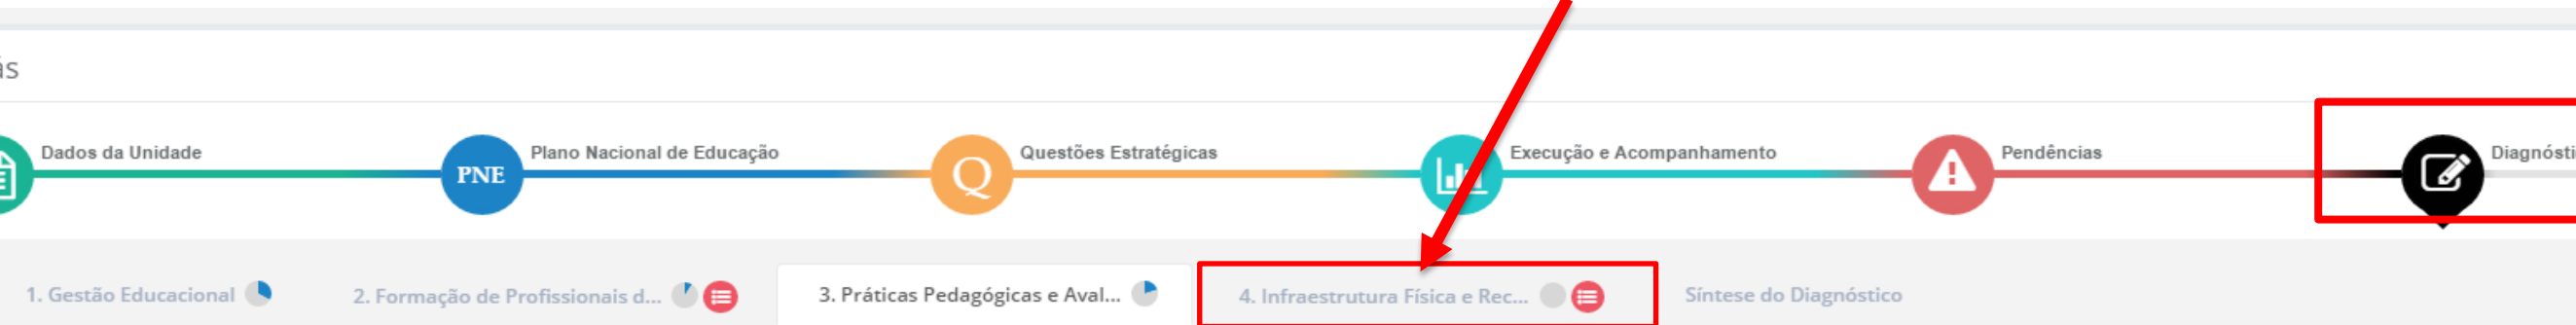 ás
Dados da Unidade
PNE
Plano Nacional de Educação
Q
Questões Estratégicas
Execução e Acompanhamento
Pendências
Diagnósti
1. Gestão Educacional
2. Formação de Profissionais d...
3. Práticas Pedagógicas e Aval...
4. Infraestrutura Física e Rec...
Síntese do Diagnóstico